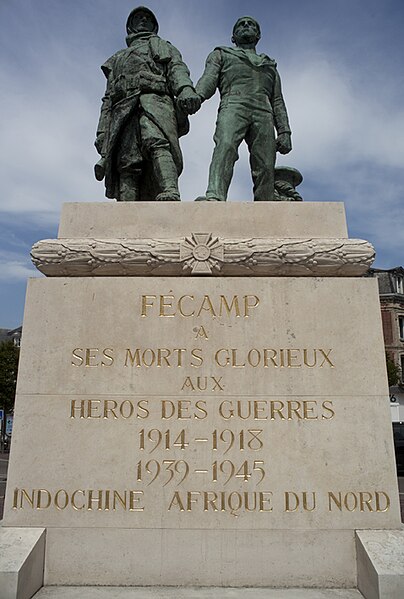 FÉCAMP
A
SES MORTS GLORIEUX
AUX
HEROS DES GUERRES
1914-1918
1939-1945
INDOCHINE AFRIQUE DU NORD